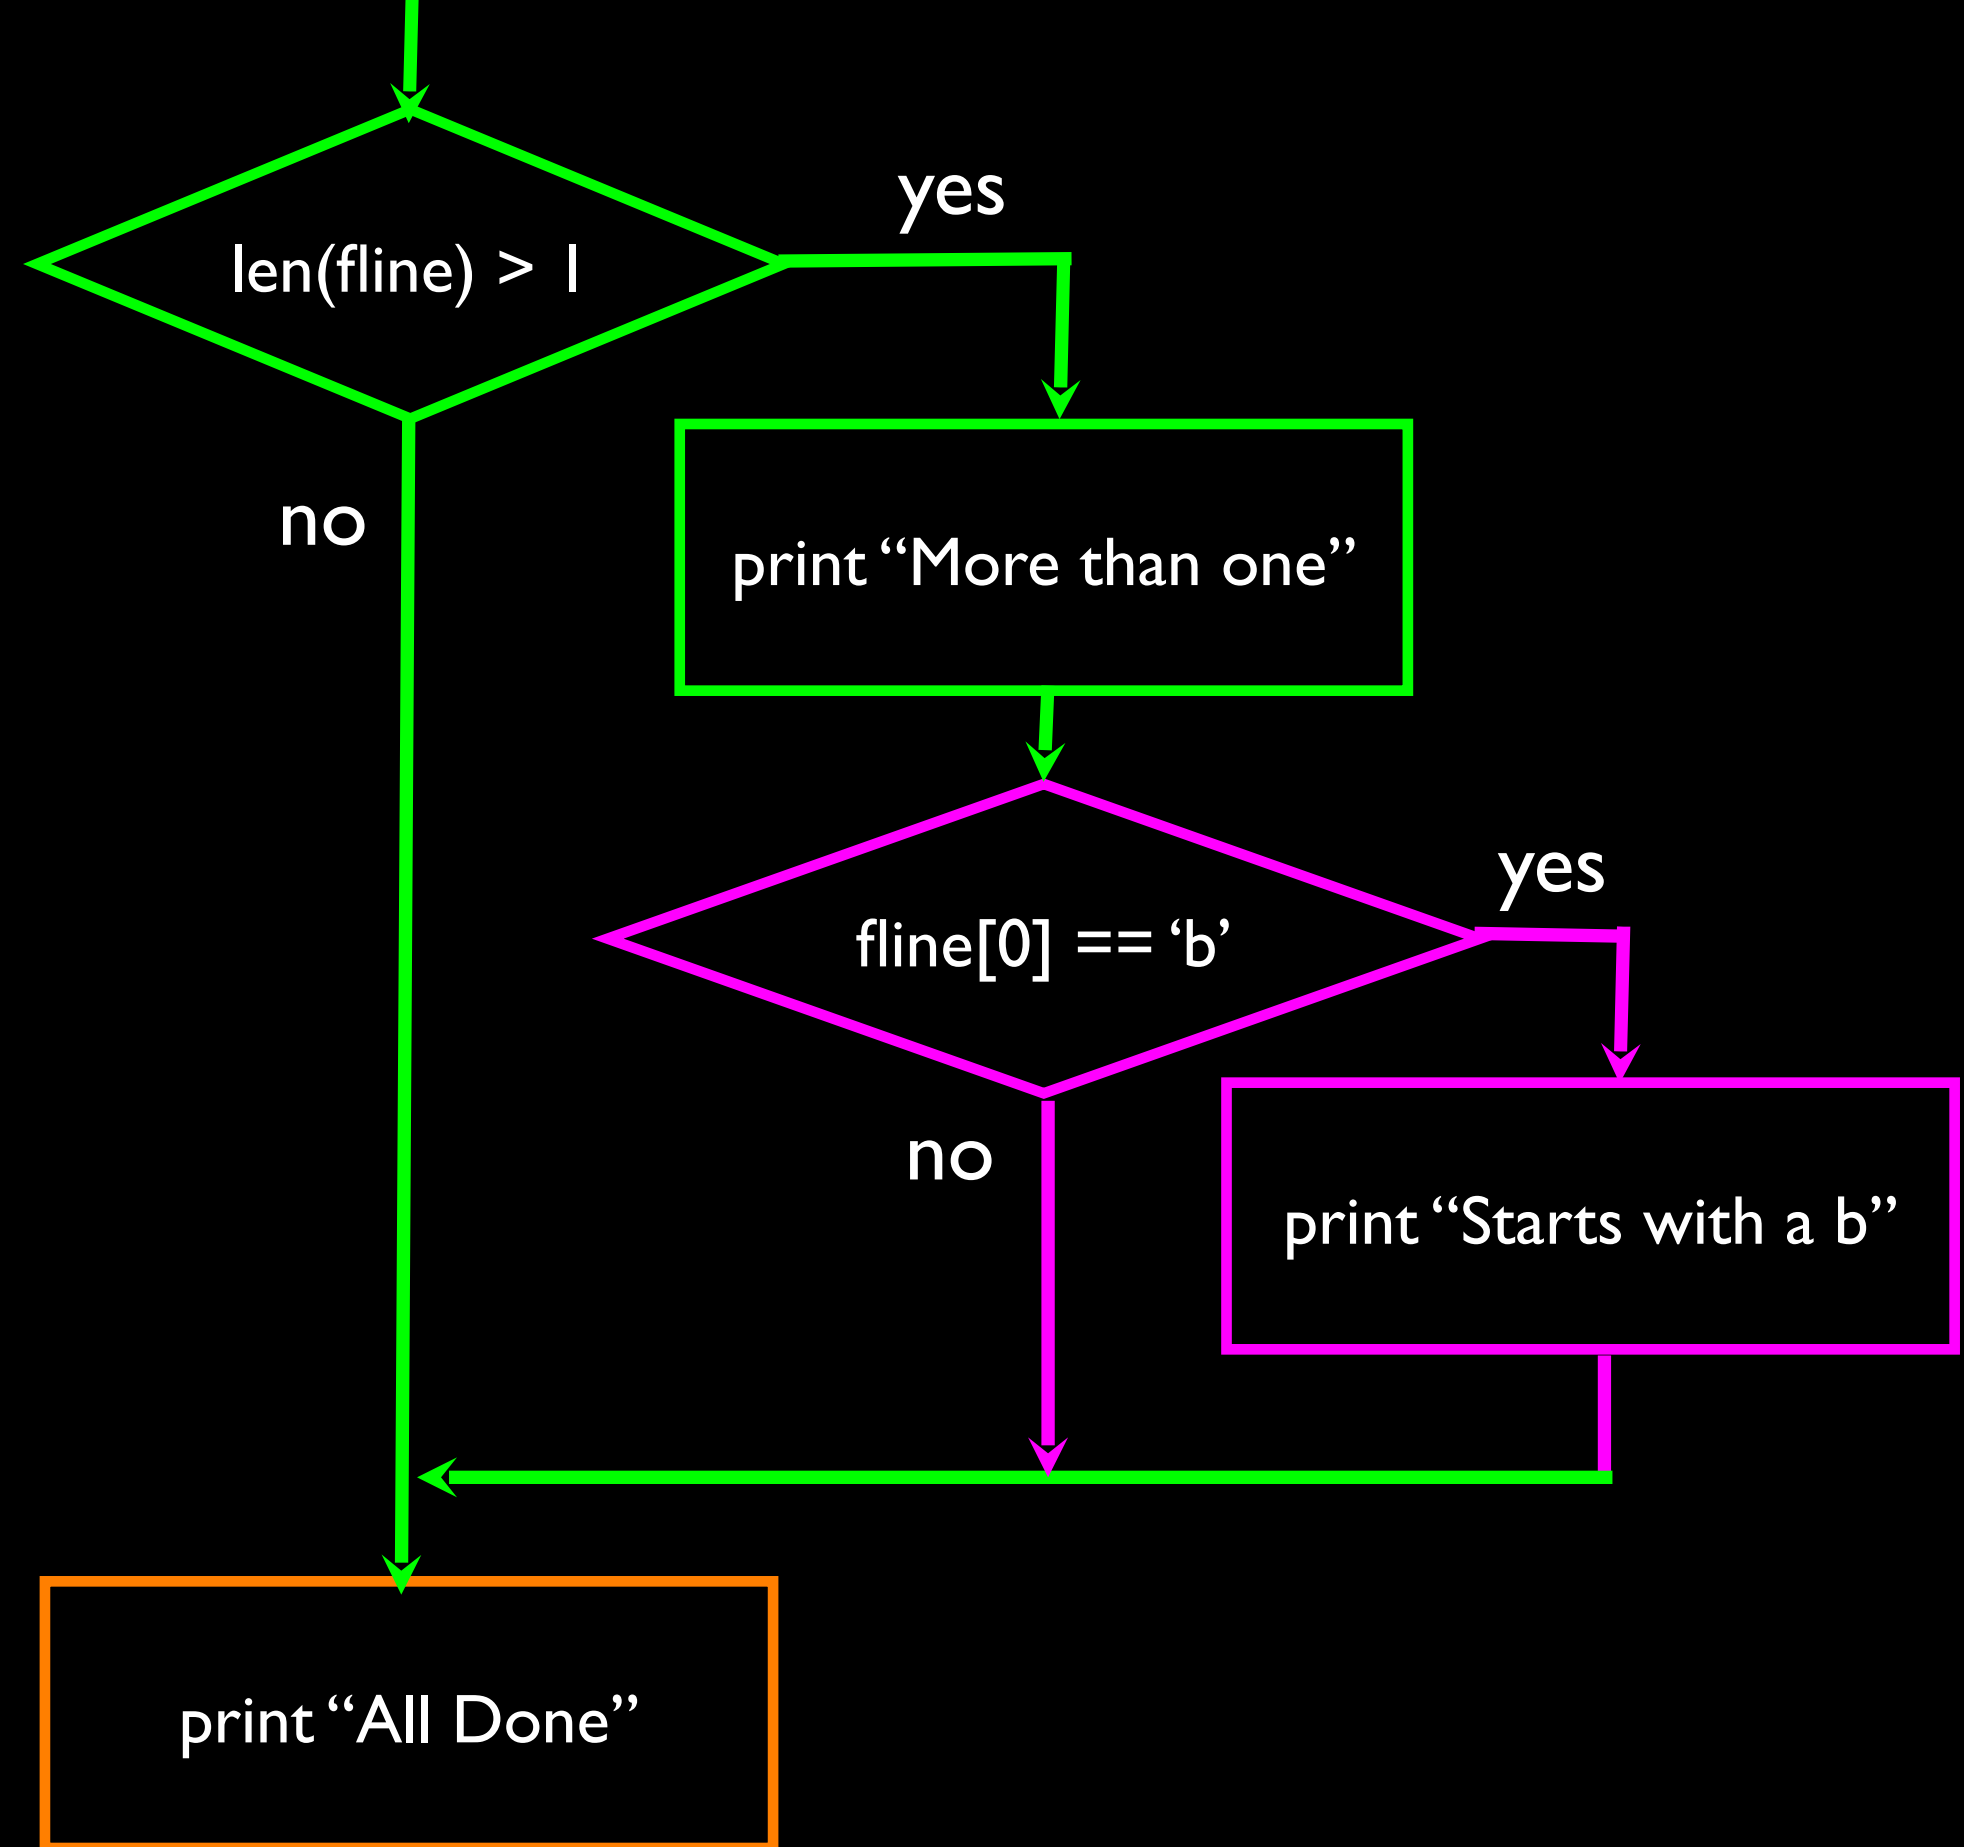 yes
len(fline) > 1
no
print “More than one”
yes
fline[0] == ‘b’
no
print “Starts with a b”
print “All Done”